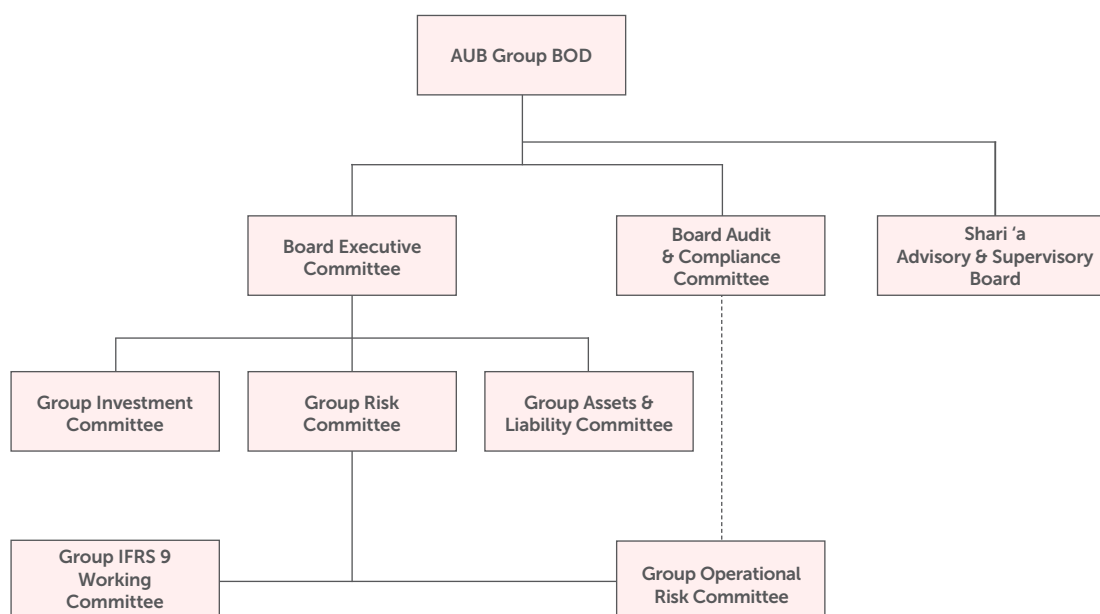 AUB Group BOD
Board Executive
Committee
Board Audit
& Compliance
Committee
Shari ‘a
Advisory & Supervisory
Board
Group Investment
Committee
Group Risk
Committee
Group Assets &
Liability Committee
Group IFRS 9
Working
Committee
Group Operational
Risk Committee